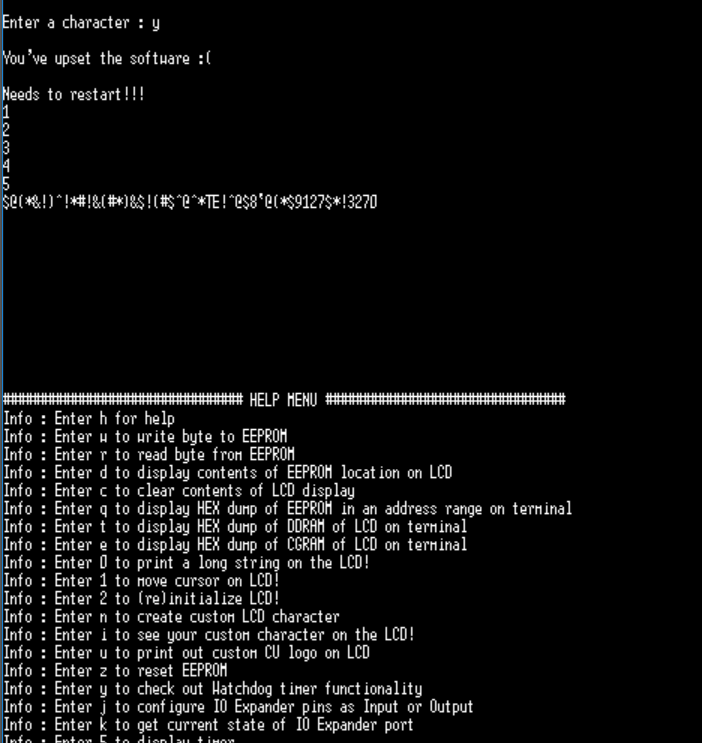 Enter a character : y
You've upset the software :(
Needs to restart!!!
1
2
3
4
5
$@(*&!)^!*#!&(#*)&$!(#$^@^*TE!^@$8"@(*$9127$*!3270
################################ HELP MENU ################################
Info : Enter h for help
Info : Enter w to write byte to EEPROM
Info : Enter r to read byte from EEPROM
Info : Enter d to display contents of EEPROM location on LCD
Info : Enter c to clear contents of LCD display
Info : Enter q to display HEX dump of EEPROM in an address range on terminal
Info : Enter t to display HEX dump of DDRAM of LCD on terminal
Info : Enter e to display HEX dump of CGRAM of LCD on terminal
Info : Enter 0 to print a long string on the LCD!
Info : Enter 1 to move cursor on LCD!
Info : Enter 2 to (re)initialize LCD!
Info : Enter n to create custom LCD character
Info : Enter i to see your custom character on the LCD!
Info : Enter u to print out custom CU logo on LCD
Info : Enter z to reset EEPROM
Info : Enter y to check out Watchdog timer functionality
Info : Enter j to configure IO Expander pins as Input or Output
Info : Enter k to get current state of IO Expander port
Info : Enter 5 to display timer